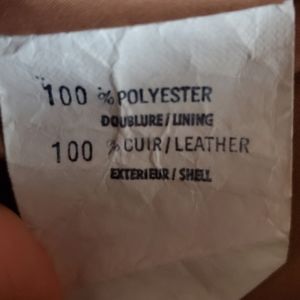 100 % POLYESTER
DOUBLURE / LINING
100 % CUIR / LEATHER
EXTERIEUR / SHELL